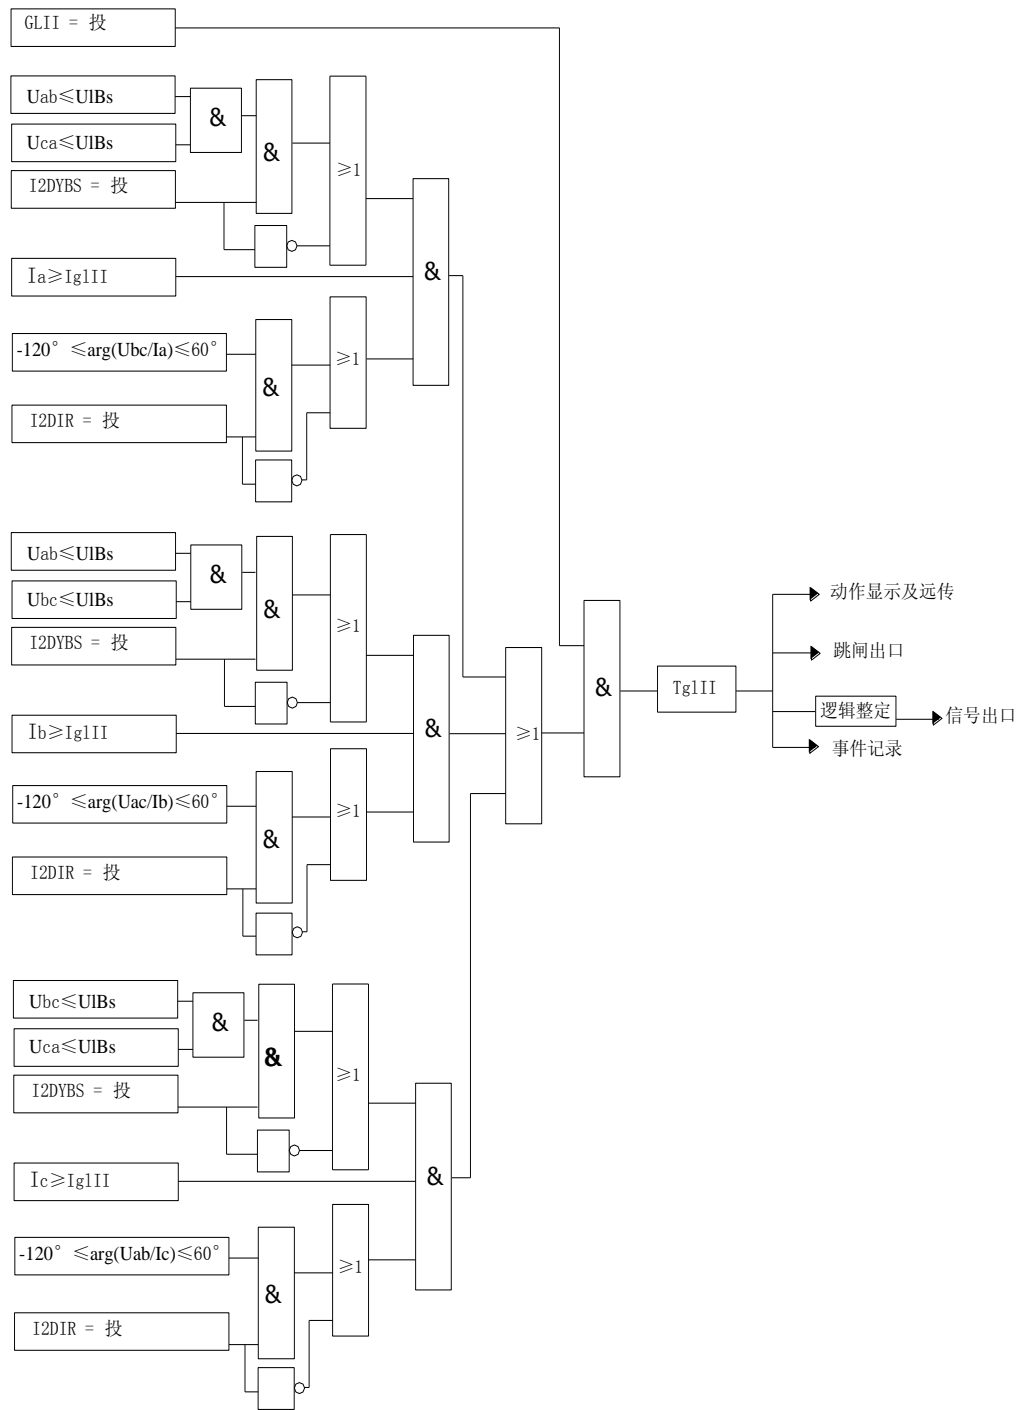 GLII = 投
Uab≤UlBs
&
Uca≤UlBs
&
≥1
I2DYBS = 投
Ia≥IglII
&
-120° ≤arg(Ubc/Ia)≤60°
≥1
&
I2DIR = 投
Uab≤UlBs
&
Ubc≤UlBs
&
≥1
I2DYBS = 投
Ib≥IglII
&
-120° ≤arg(Uac/Ib)≤60°
≥1
&
I2DIR = 投
Ubc≤UlBs
&
Uca≤UlBs
&
≥1
I2DYBS = 投
Ic≥IglII
&
-120° ≤arg(Uab/Ic)≤60°
≥1
&
I2DIR = 投
≥1
&
TglII
动作显示及远传
跳闸出口
逻辑整定
信号出口
事件记录